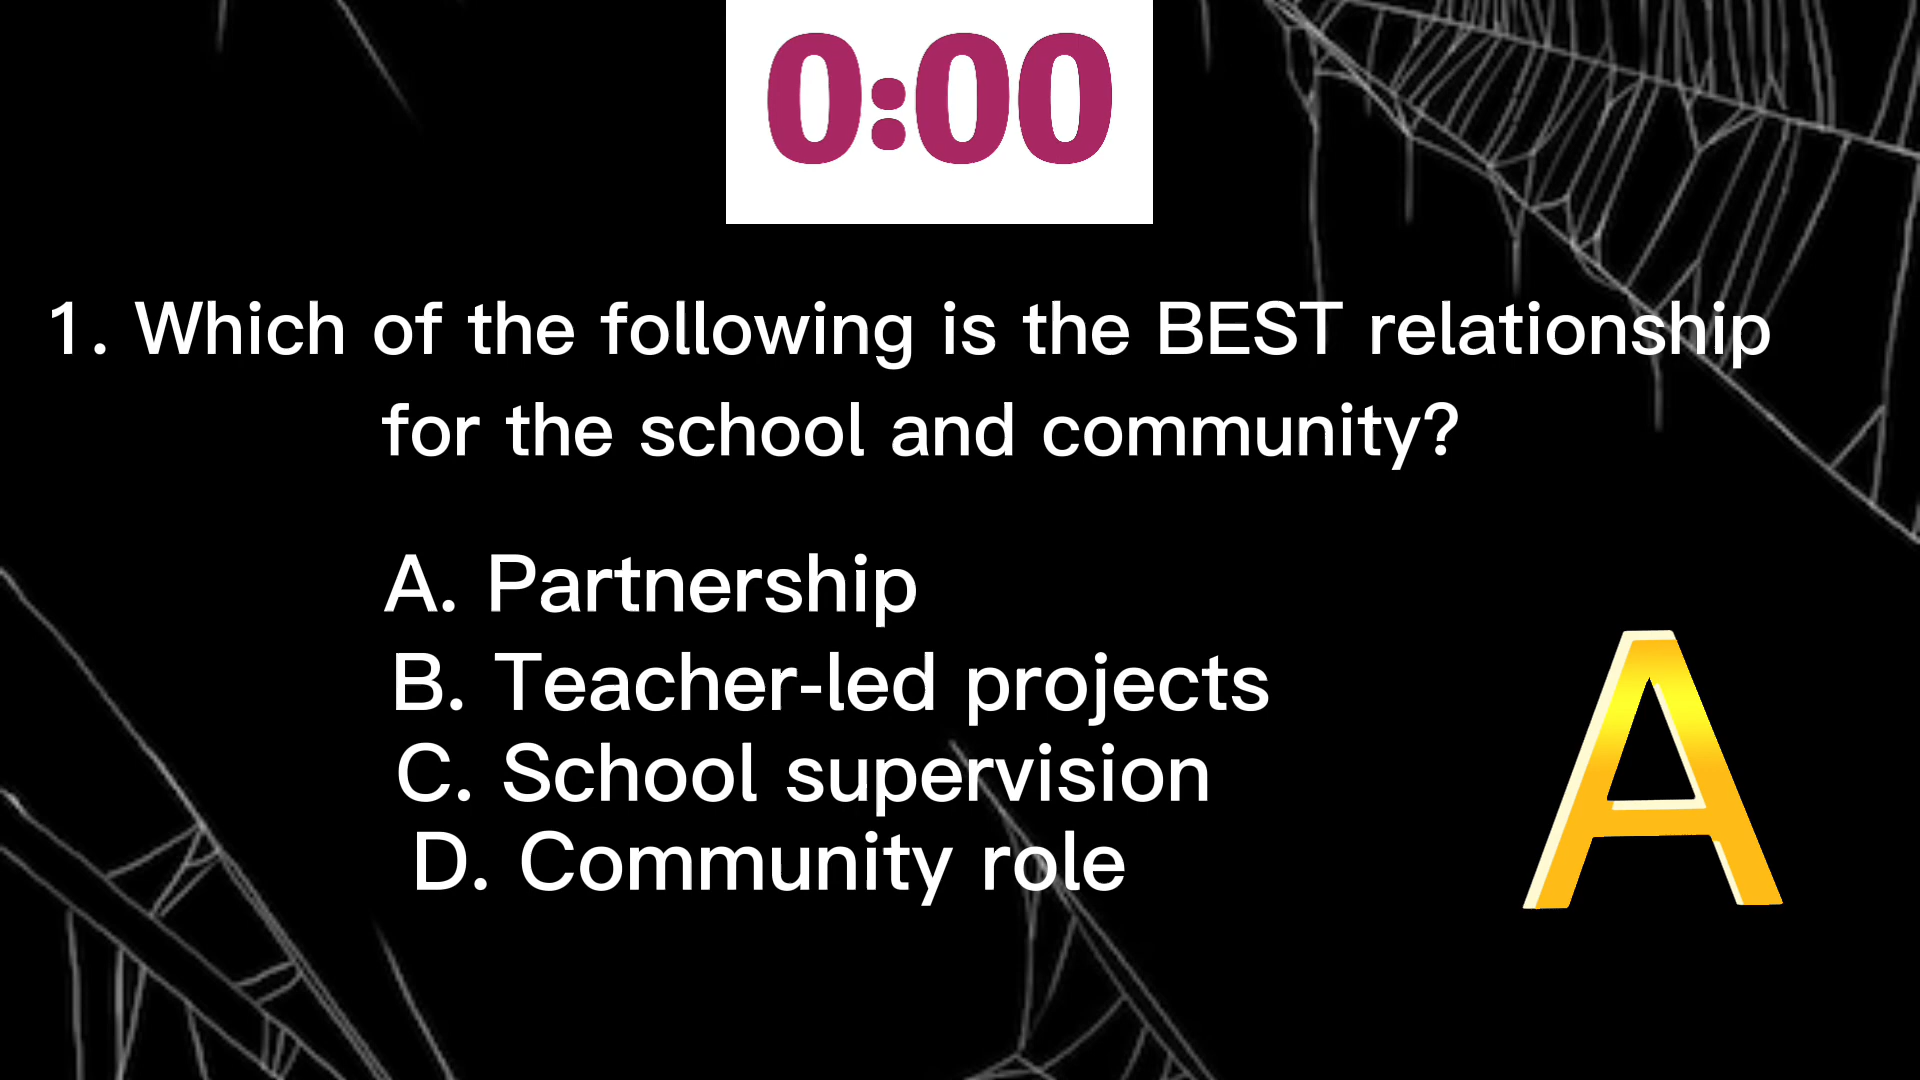 0:00
1. Which of the following is the BEST relationship
for the school and community?
A. Partnership
B. Teacher-led projects
C. School supervision
D. Community role
A